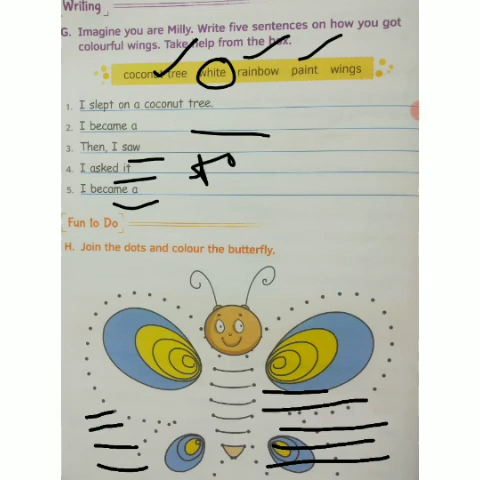 Writing
G. Imagine you are Milly. Write five sentences on how you got
colourful wings. Take help from the box.
coconut tree white rainbow paint wings
1. I slept on a coconut tree.
2. I became a
3. Then, I saw
4. I asked it
5. I became a
Fun to Do
H. Join the dots and colour the butterfly.